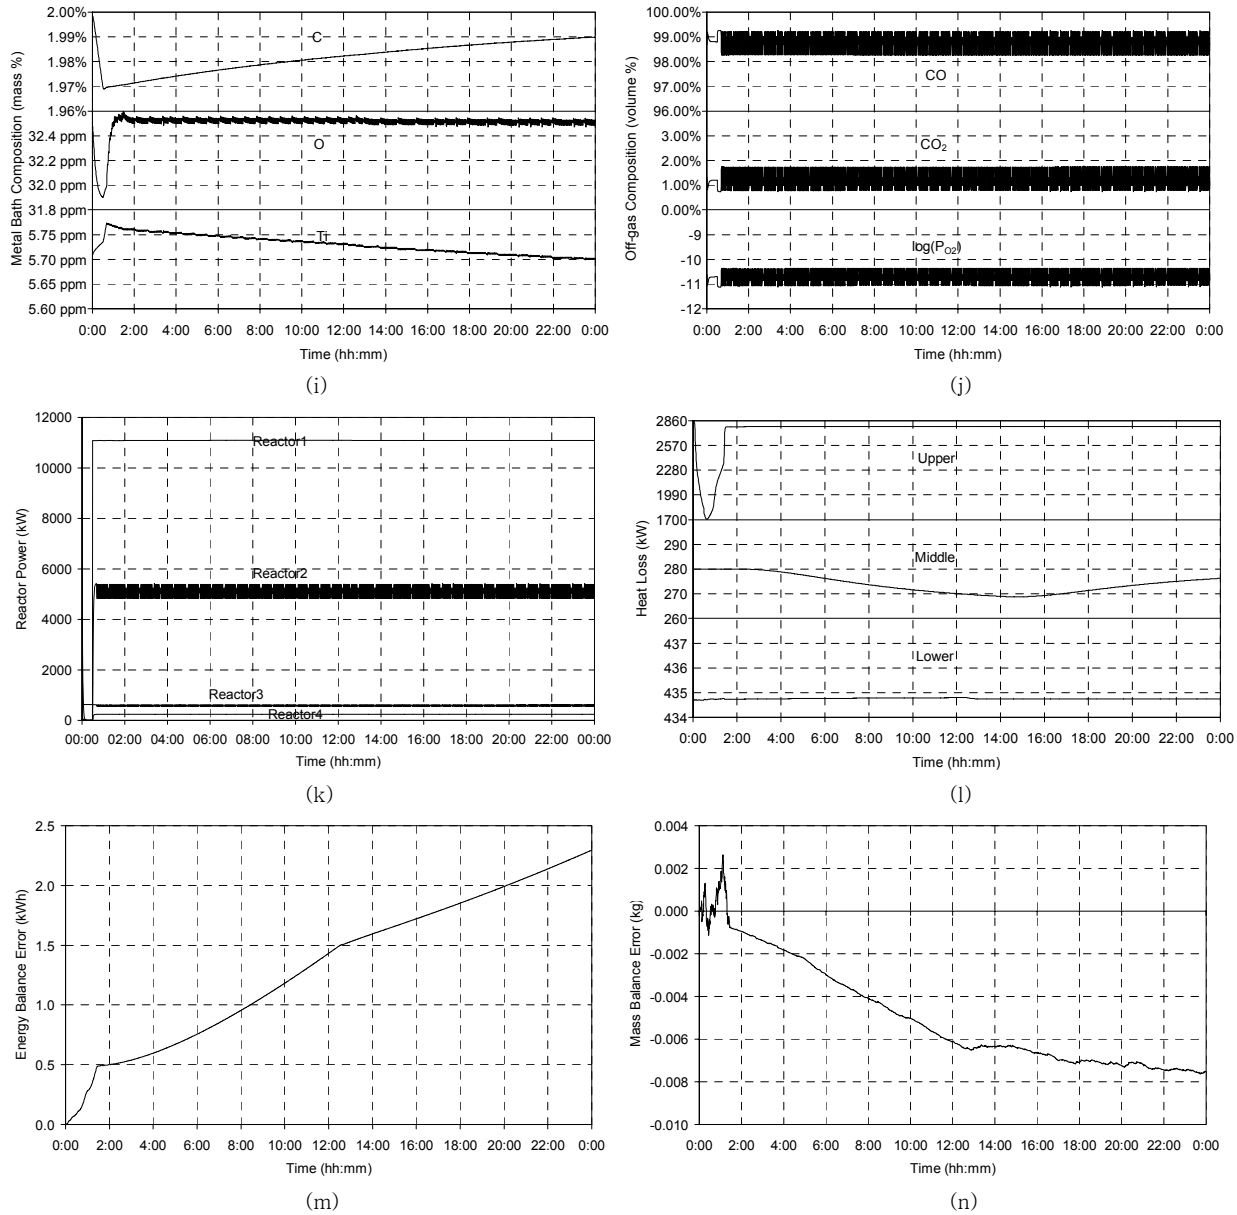 2.00%
1.99%
1.98%
1.97%
1.96%
32.4 ppm
32.2 ppm
32.0 ppm
31.8 ppm
5.75 ppm
5.70 ppm
5.65 ppm
5.60 ppm
Metal Bath Composition (mass %)
C
O
Ti
0:00 2:00 4:00 6:00 8:00 10:00 12:00 14:00 16:00 18:00 20:00 22:00 0:00
Time (hh:mm)
(i)
100.00%
99.00%
98.00%
97.00%
96.00%
3.00%
2.00%
1.00%
0.00%
-9
-10
-11
-12
Off-gas Composition (volume %)
CO
CO2
log(PO2)
0:00 2:00 4:00 6:00 8:00 10:00 12:00 14:00 16:00 18:00 20:00 22:00 0:00
Time (hh:mm)
(j)
12000
10000
8000
6000
4000
2000
0
Reactor Power (kW)
Reactor1
Reactor2
Reactor3
Reactor4
00:00 02:00 04:00 06:00 08:00 10:00 12:00 14:00 16:00 18:00 20:00 22:00 00:00
Time (hh:mm)
(k)
2860
2570
2280
1990
1700
290
280
270
260
437
436
435
434
Heat Loss (kW)
Upper
Middle
Lower
0:00 2:00 4:00 6:00 8:00 10:00 12:00 14:00 16:00 18:00 20:00 22:00 0:00
Time (hh:mm)
(l)
2.5
2.0
1.5
1.0
0.5
0.0
Energy Balance Error (kWh)
0:00 2:00 4:00 6:00 8:00 10:00 12:00 14:00 16:00 18:00 20:00 22:00 0:00
Time (hh:mm)
(m)
0.004
0.002
0.000
-0.002
-0.004
-0.006
-0.008
-0.010
Mass Balance Error (kg)
0:00 2:00 4:00 6:00 8:00 10:00 12:00 14:00 16:00 18:00 20:00 22:00 0:00
Time (hh:mm)
(n)